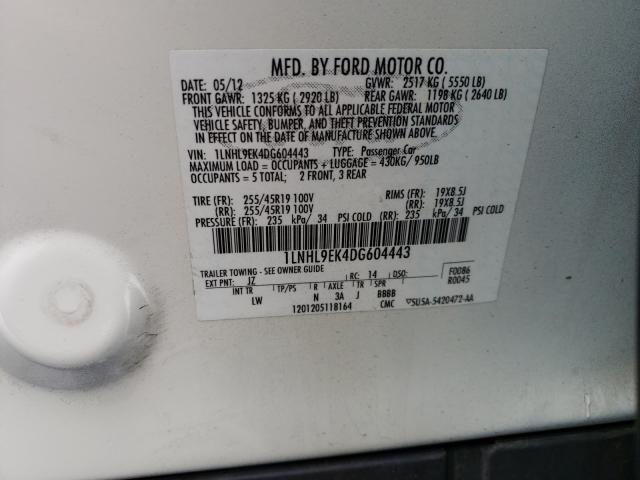 MFD. BY FORD MOTOR CO.
DATE: 05/12 GVWR: 2517 KG ( 5550 LB)
FRONT GAWR: 1325 KG ( 2920 LB) REAR GAWR: 1198 KG ( 2640 LB)
THIS VEHICLE CONFORMS TO ALL APPLICABLE FEDERAL MOTOR
VEHICLE SAFETY, BUMPER, AND THEFT PREVENTION STANDARDS
IN EFFECT ON THE DATE OF MANUFACTURE SHOWN ABOVE.
VIN: 1LNHL9EK4DG604443 TYPE: Passenger Car
MAXIMUM LOAD = OCCUPANTS + LUGGAGE = 430KG/ 950LB
OCCUPANTS = 5 TOTAL; 2 FRONT, 3 REAR
TIRE (FR): 255/45R19 100V RIMS (FR): 19X8.5J
(RR): 255/45R19 100V (RR): 19X8.5J
PRESSURE (FR): 235 kPa/ 34 PSI COLD (RR): 235 kPa/ 34 PSI COLD
1LNHL9EK4DG604443
TRAILER TOWING - SEE OWNER GUIDE
EXT PNT: JZ RC: 14 DSO: F0086
INT TR TP/PS R AXLE TR SPR R0045
LW N 3A J BBBB
1201205118164 CMC 5U5A-5420472-AA